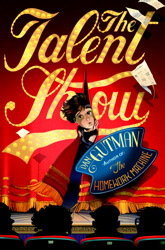 The
Talent
Show
DAN
GUTMAN
AUTHOR OF
The
HOMEWORK MACHINE